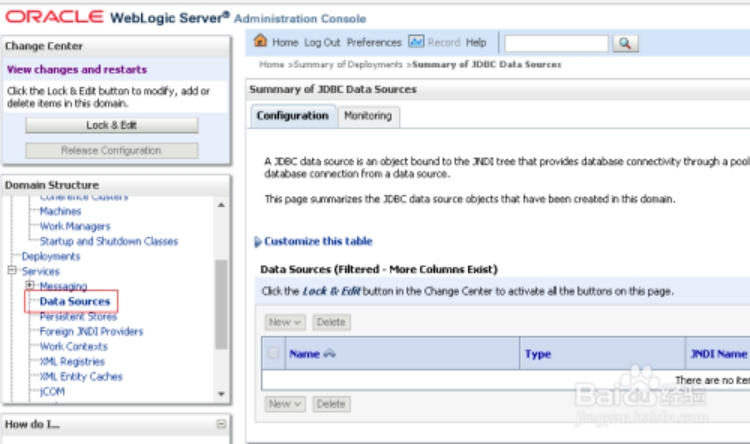 ORACLE WebLogic Server® Administration Console
Change Center
View changes and restarts
Click the Lock & Edit button to modify, add or
delete items in this domain.
Lock & Edit
Release Configuration
Domain Structure
Coherence Clusters
Machines
Work Managers
Startup and Shutdown Classes
Deployments
Services
Messaging
Data Sources
Persistent Stores
Foreign JNDI Providers
Work Contexts
XML Registries
XML Entity Caches
jCOM
How do I...
Home Log Out Preferences Record Help
Home >Summary of Deployments >Summary of JDBC Data Sources
Summary of JDBC Data Sources
Configuration Monitoring
A JDBC data source is an object bound to the JNDI tree that provides database connectivity through a pool
database connection from a data source.
This page summarizes the JDBC data source objects that have been created in this domain.
Customize this table
Data Sources (Filtered - More Columns Exist)
Click the Lock & Edit button in the Change Center to activate all the buttons on this page.
New Delete
Name Type JNDI Name
There are no ite
New Delete
Baidu 经验
jingyan.baidu.com